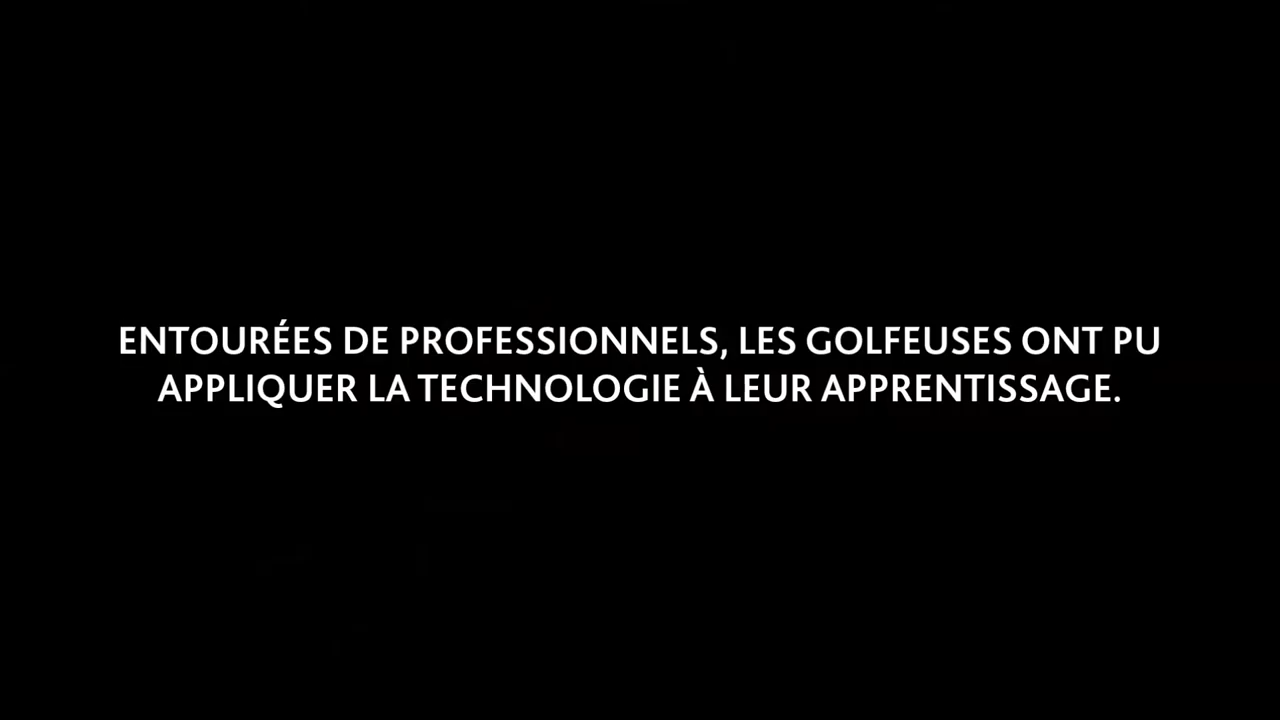 ENTOURÉES DE PROFESSIONNELS, LES GOLFEUSES ONT PU
APPLIQUER LA TECHNOLOGIE À LEUR APPRENTISSAGE.